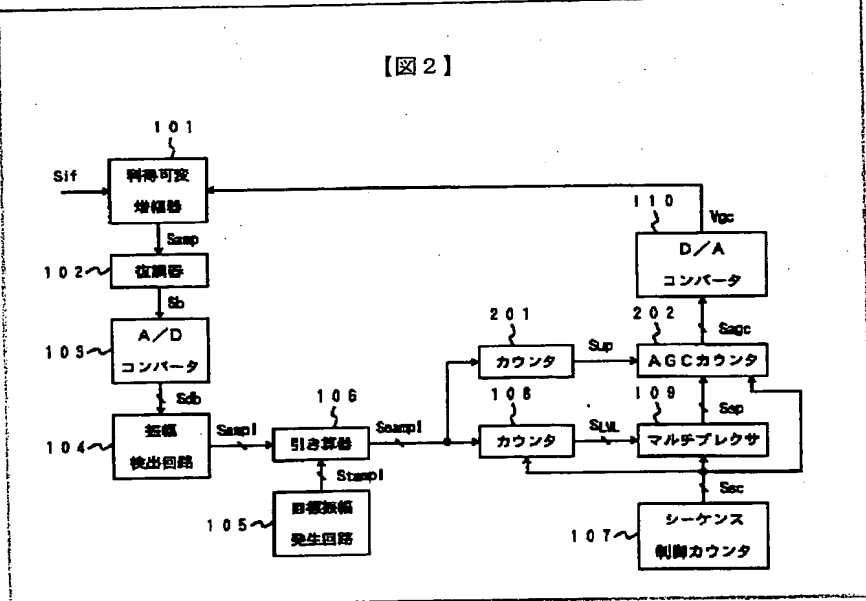 【図2】
101
Sif
利得可変
増幅器
110
Vgc
Samp
D/A
コンバータ
102
復調器
Sb
201
202
Sagc
103
A/D
コンバータ
カウンタ
Sup
AGCカウンタ
Sdb
106
108
109
Ssp
104
振幅
検出回路
Sampl
引き算器
Seampl
カウンタ
SLVL
マルチプレクサ
Stampl
Ssc
105
目標振幅
発生回路
107
シーケンス
制御カウンタ